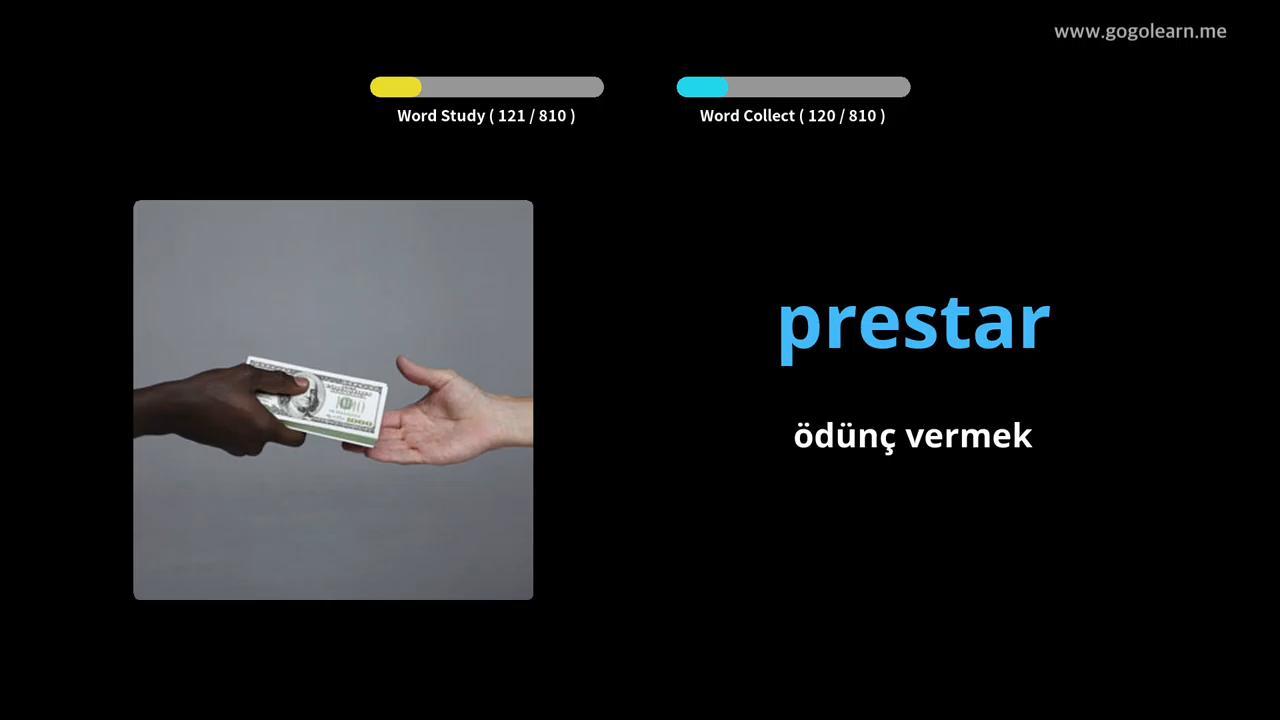 www.gogolearn.me
Word Study ( 121 / 810 )
Word Collect ( 120 / 810 )
prestar
ödünç vermek